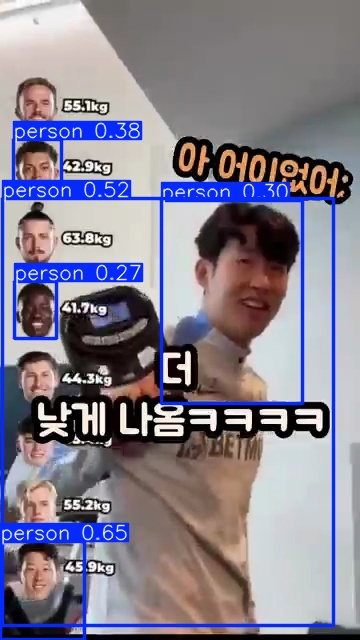 55.1kg
person 0.38
아 어이없어;
42.9kg
person 0.52
person 0.30
63.8kg
person 0.27
41.7kg
더
44.3kg
낮게 나옴ㅋㅋㅋㅋ
55.2kg
person 0.65
45.9kg